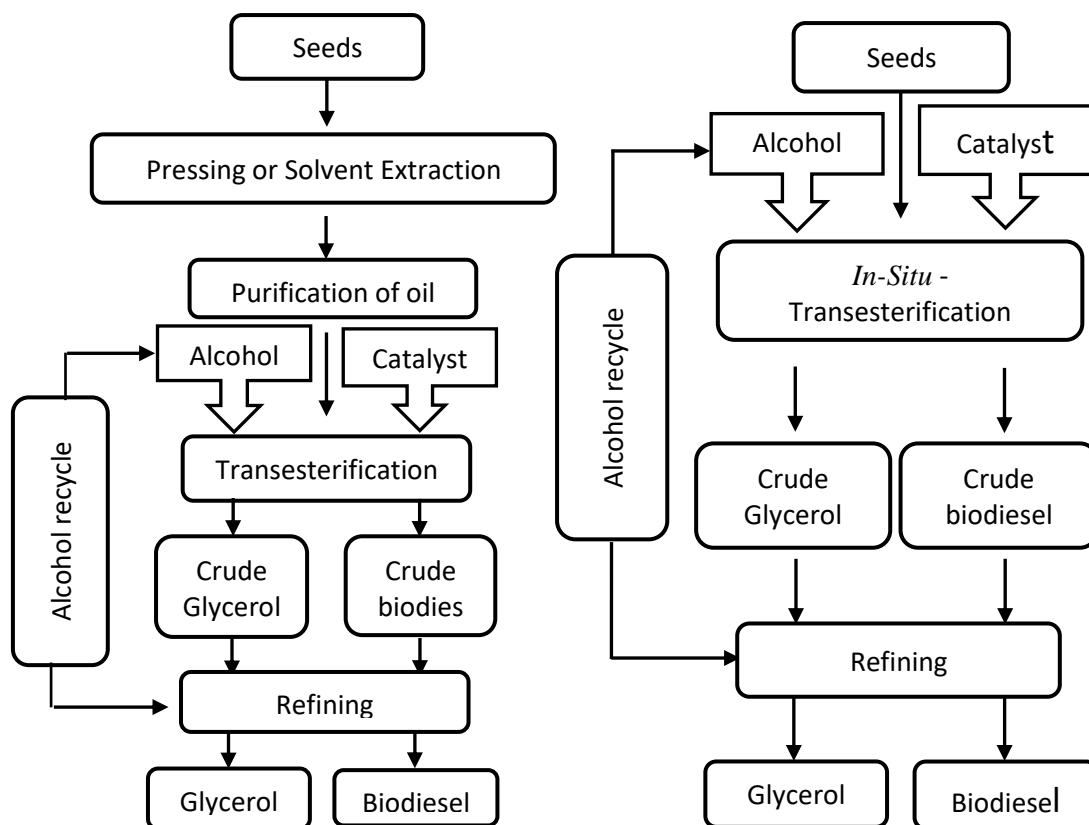 Seeds
Pressing or Solvent Extraction
Purification of oil
Alcohol
Catalyst
Alcohol recycle
Transesterification
Crude
Glycerol
Crude
biodies
Refining
Glycerol
Biodiesel
Seeds
Alcohol
Catalyst
Alcohol recycle
In-Situ -
Transesterification
Crude
Glycerol
Crude
biodiesel
Refining
Glycerol
Biodiesel